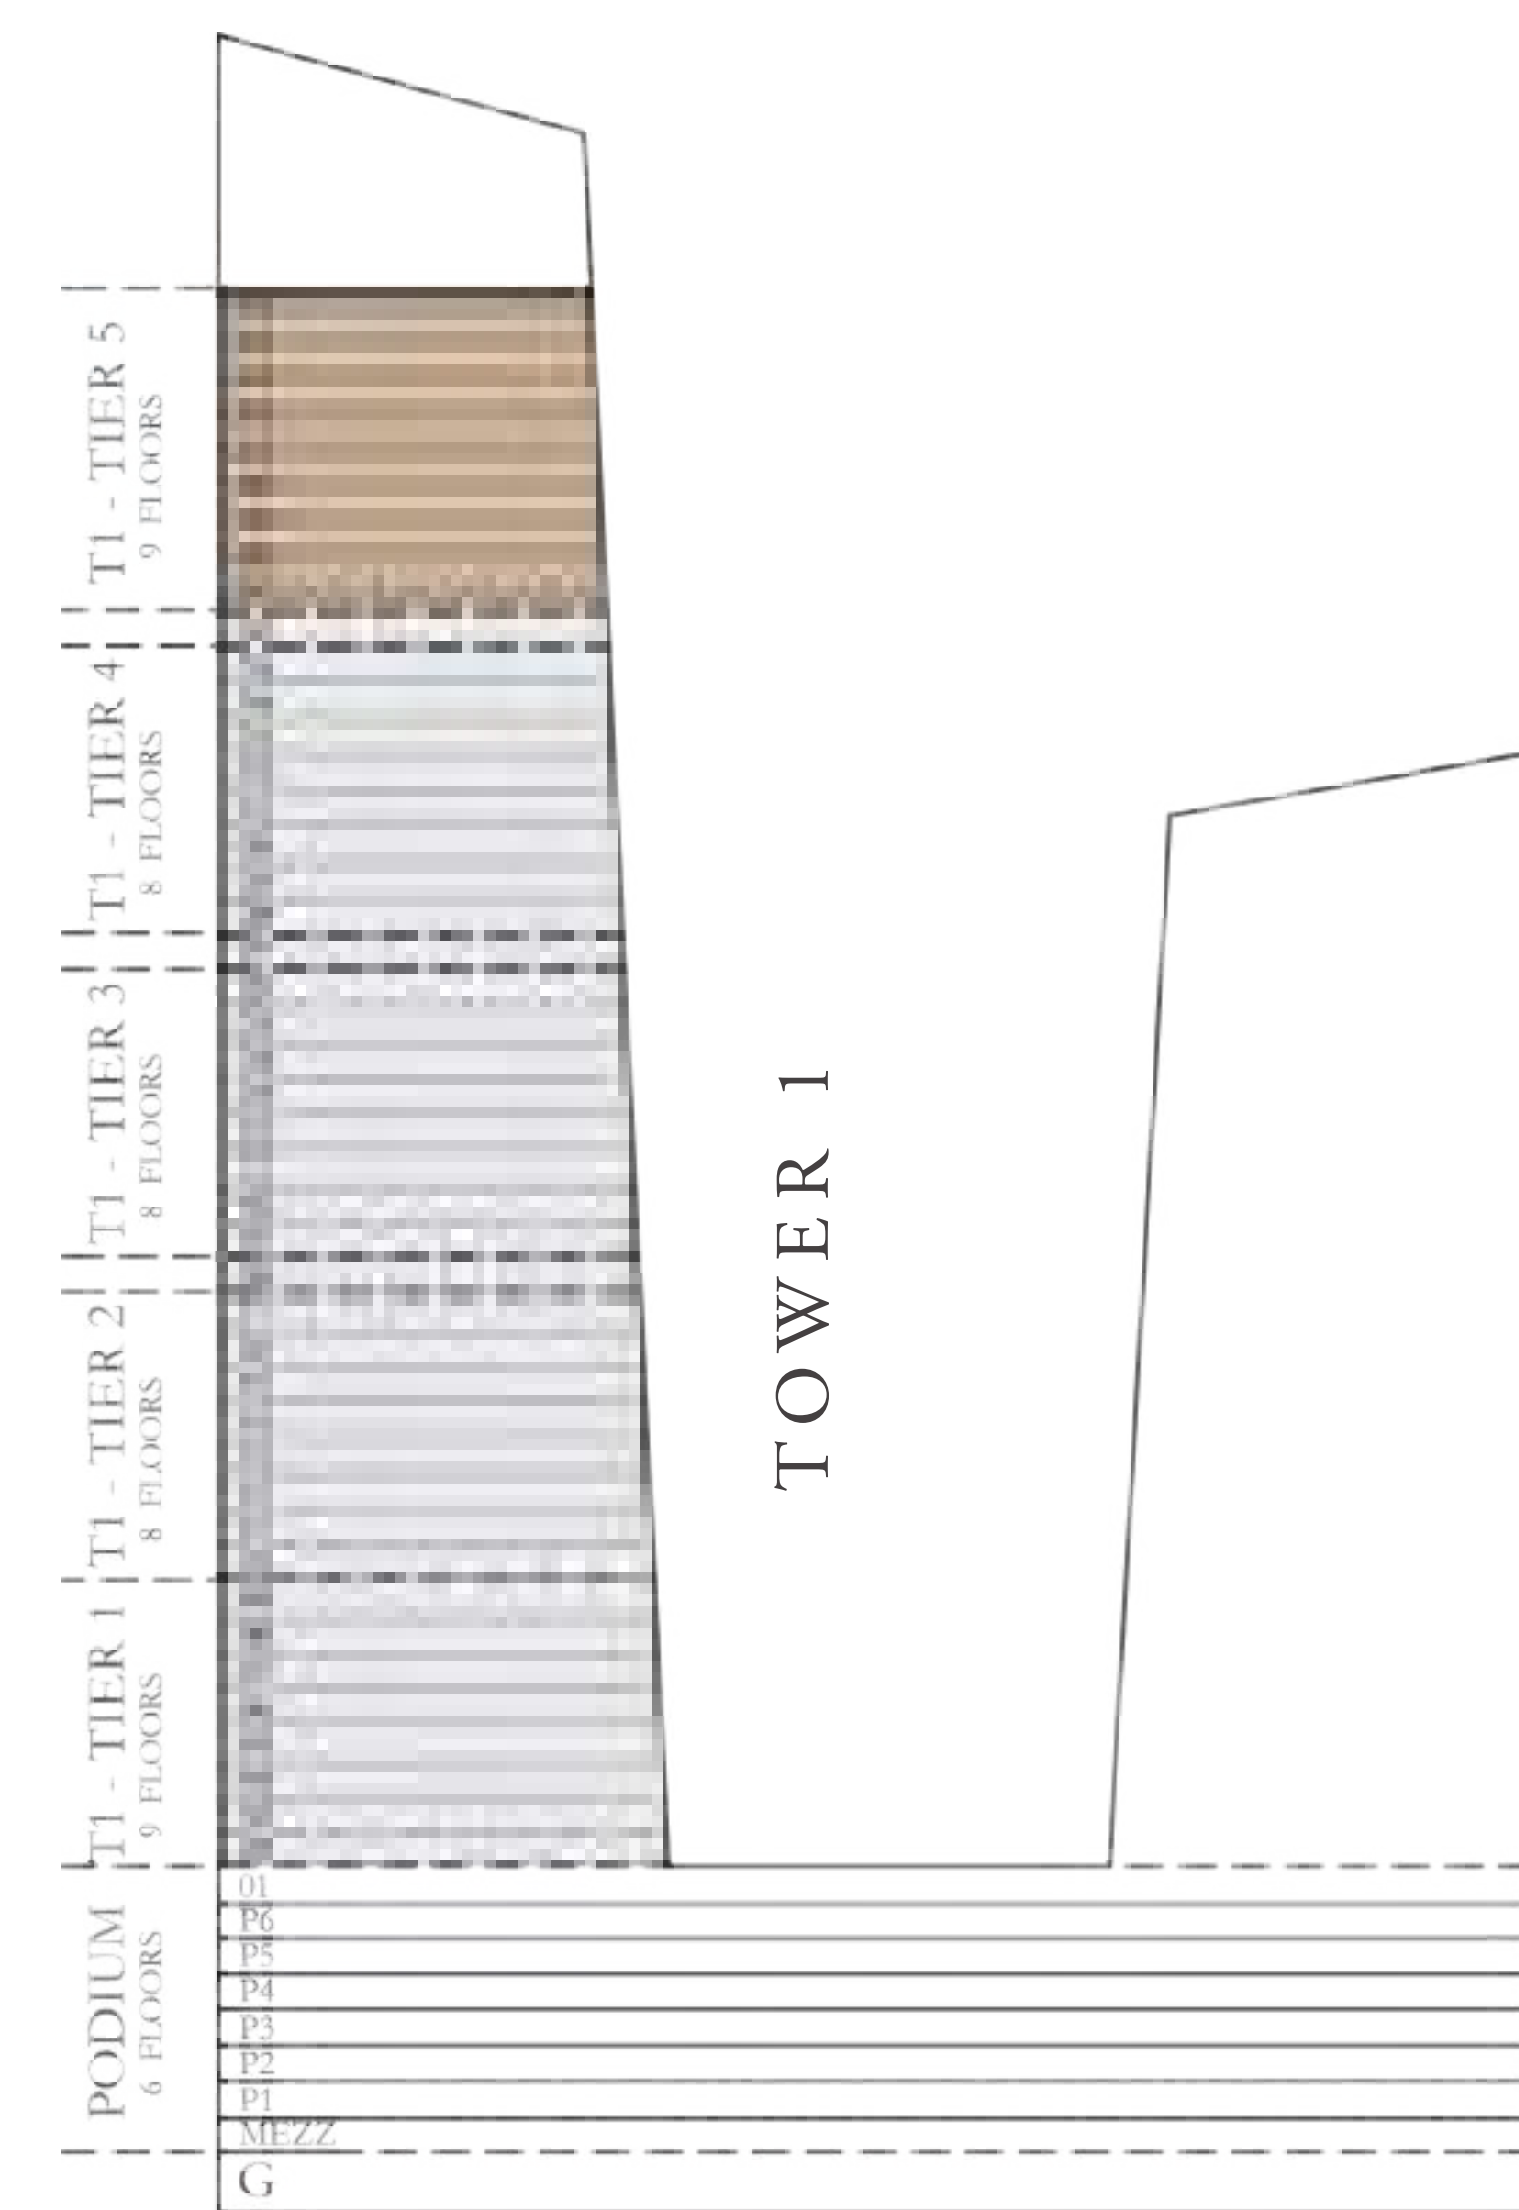 T1 - TIER 5
9 FLOORS
T1 - TIER 4
8 FLOORS
T1 - TIER 3
8 FLOORS
T1 - TIER 2
8 FLOORS
T1 - TIER 1
9 FLOORS
PODIUM
6 FLOORS
TOWER 1
01
P6
P5
P4
P3
P2
P1
MEZZ
G